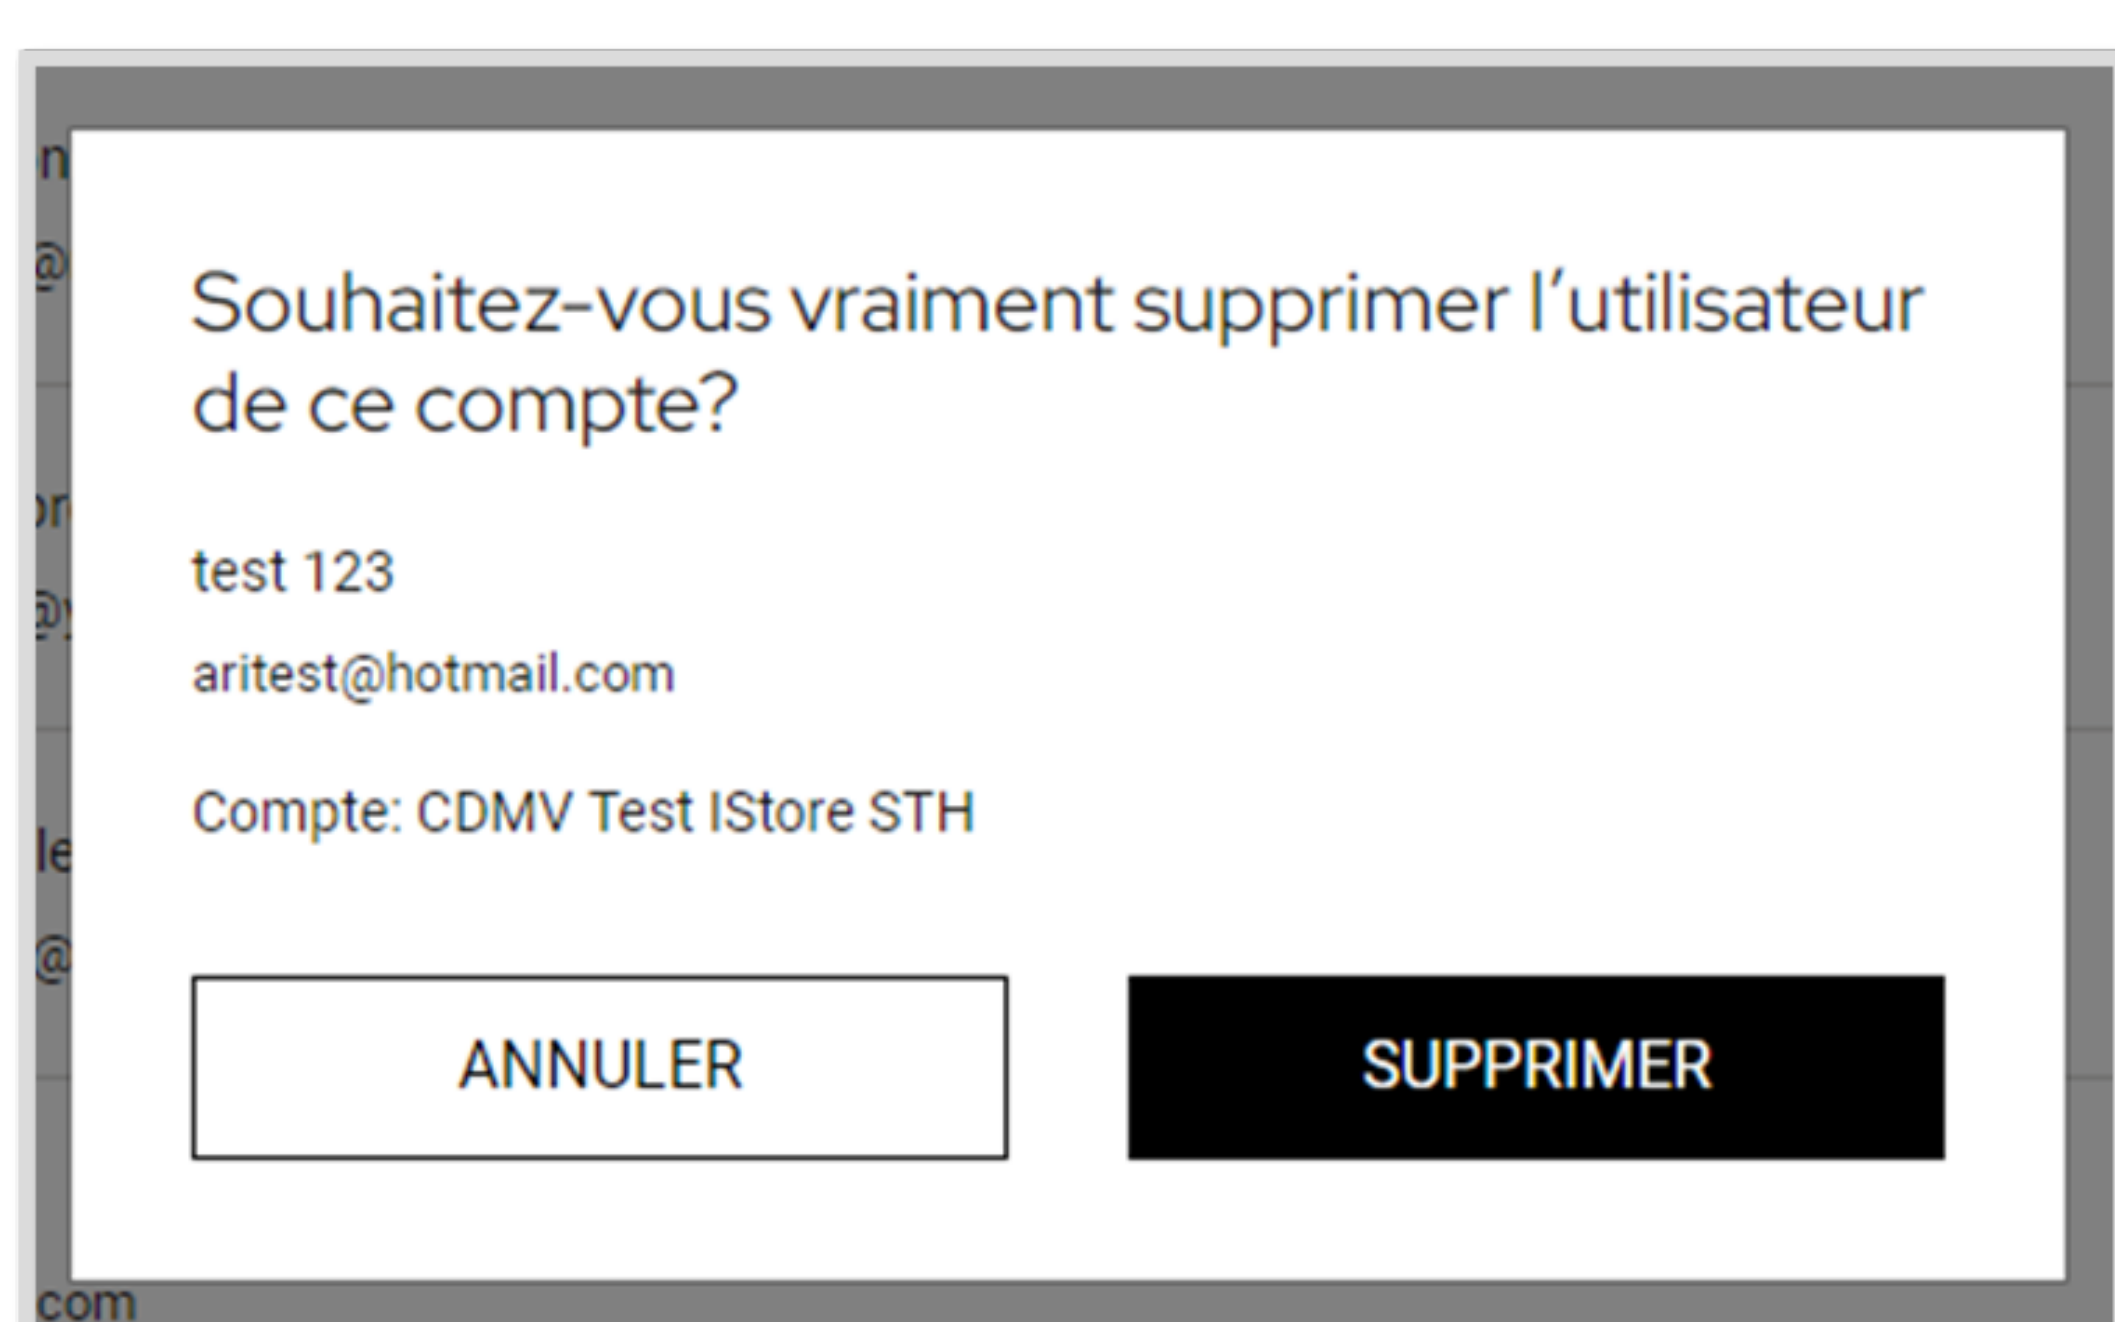 Souhaitez-vous vraiment supprimer l'utilisateur
de ce compte?
test 123
aritest@hotmail.com
Compte: CDMV Test IStore STH
ANNULER
SUPPRIMER
com